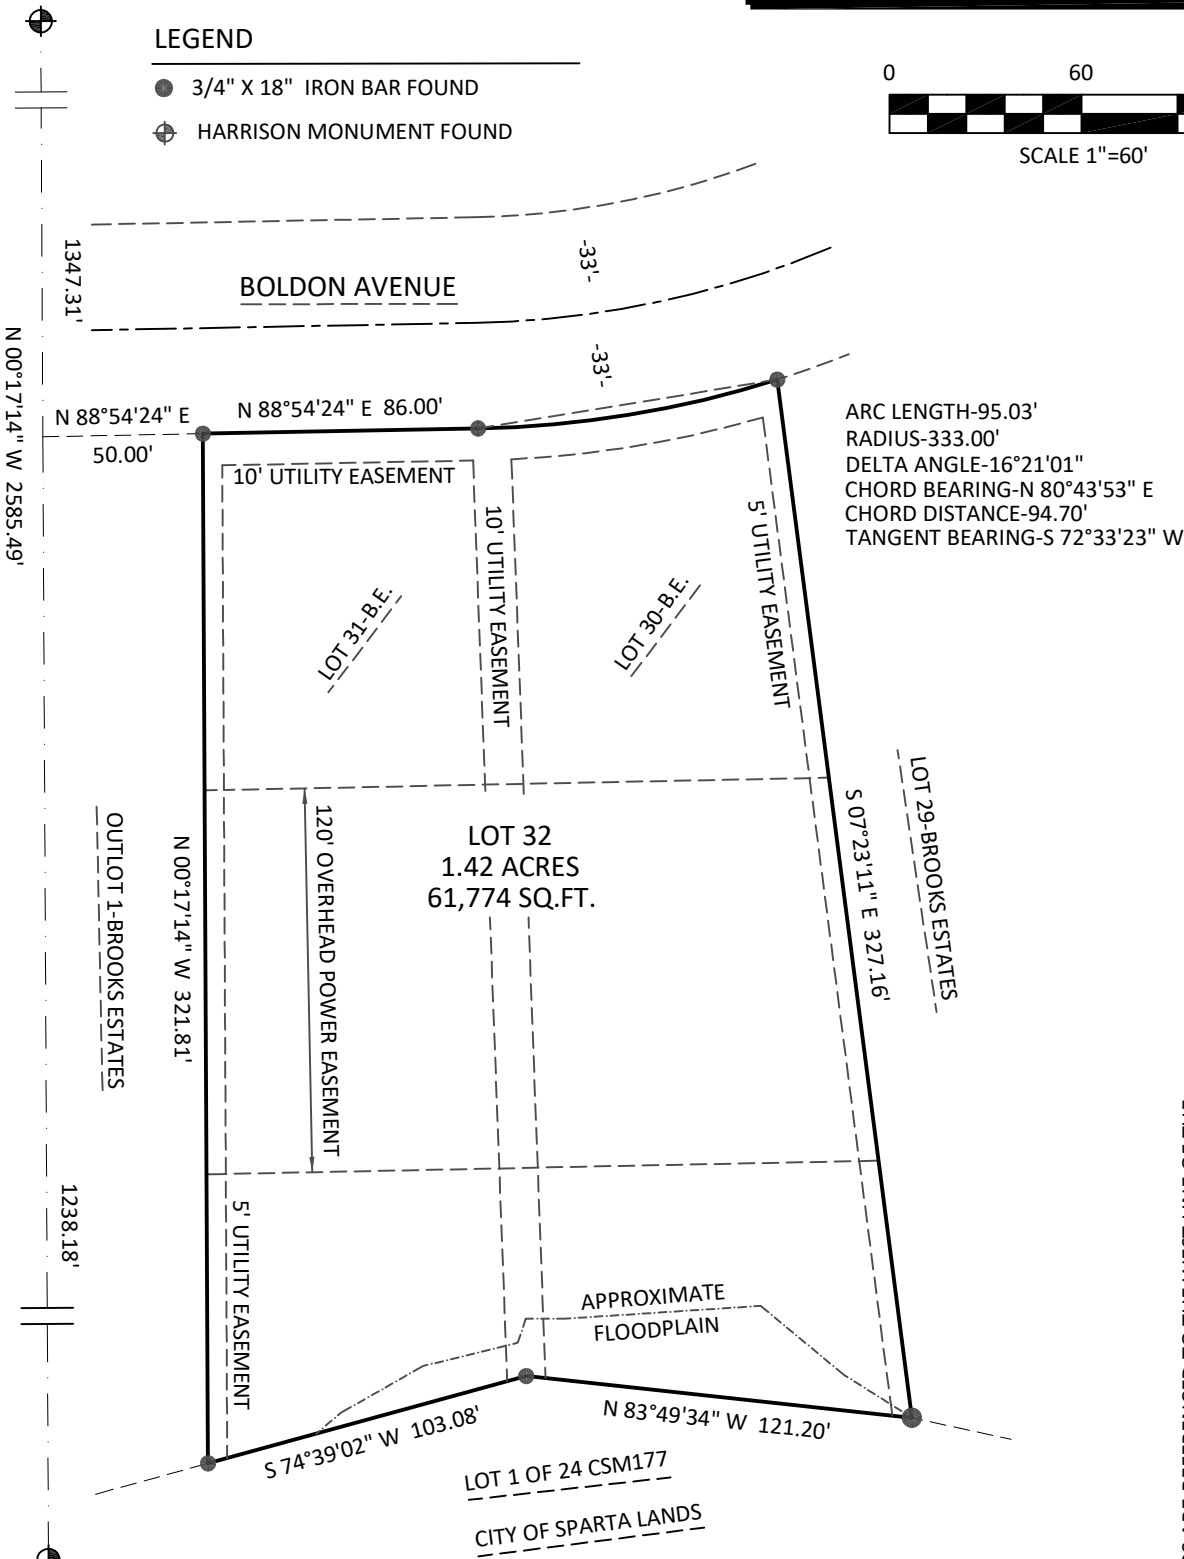 LEGEND
3/4" X 18" IRON BAR FOUND
HARRISON MONUMENT FOUND
0 60
SCALE 1"=60'
1347.31'
-33'-
BOLDON AVENUE
-33'-
N 00°17'14" W 2585.49'
N 88°54'24" E
50.00'
N 88°54'24" E 86.00'
ARC LENGTH-95.03'
RADIUS-333.00'
DELTA ANGLE-16°21'01"
CHORD BEARING-N 80°43'53" E
CHORD DISTANCE-94.70'
TANGENT BEARING-S 72°33'23" W
10' UTILITY EASEMENT
10' UTILITY EASEMENT
5' UTILITY EASEMENT
LOT 31-B.E.
LOT 30-B.E.
LOT 29-BROOKS ESTATES
S 07°23'11" E 327.16'
OUTLOT 1-BROOKS ESTATES
N 00°17'14" W 321.81'
120' OVERHEAD POWER EASEMENT
LOT 32
1.42 ACRES
61,774 SQ.FT.
1238.18'
5' UTILITY EASEMENT
APPROXIMATE
FLOODPLAIN
S 74°39'02" W 103.08'
N 83°49'34" W 121.20'
LOT 1 OF 24 CSM177
CITY OF SPARTA LANDS